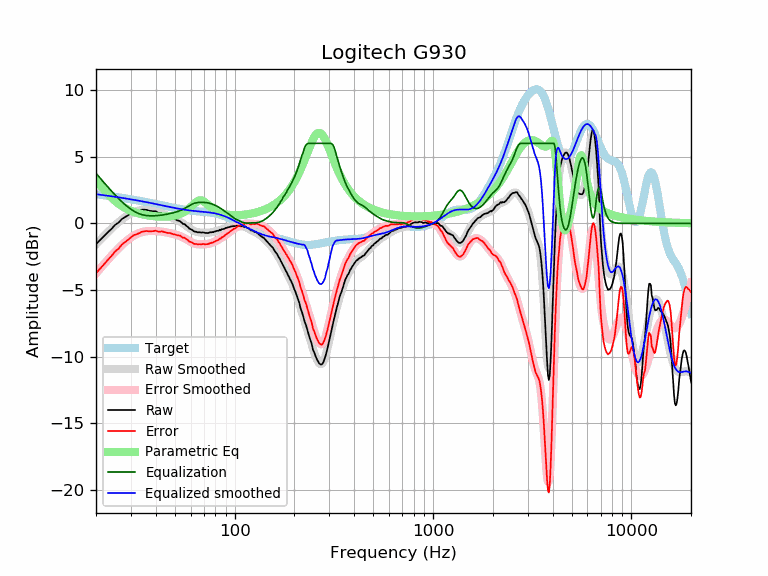 Logitech G930
Amplitude (dBr)
10
5
0
−5
−10
−15
−20
Target
Raw Smoothed
Error Smoothed
Raw
Error
Parametric Eq
Equalization
Equalized smoothed
100
1000
10000
Frequency (Hz)